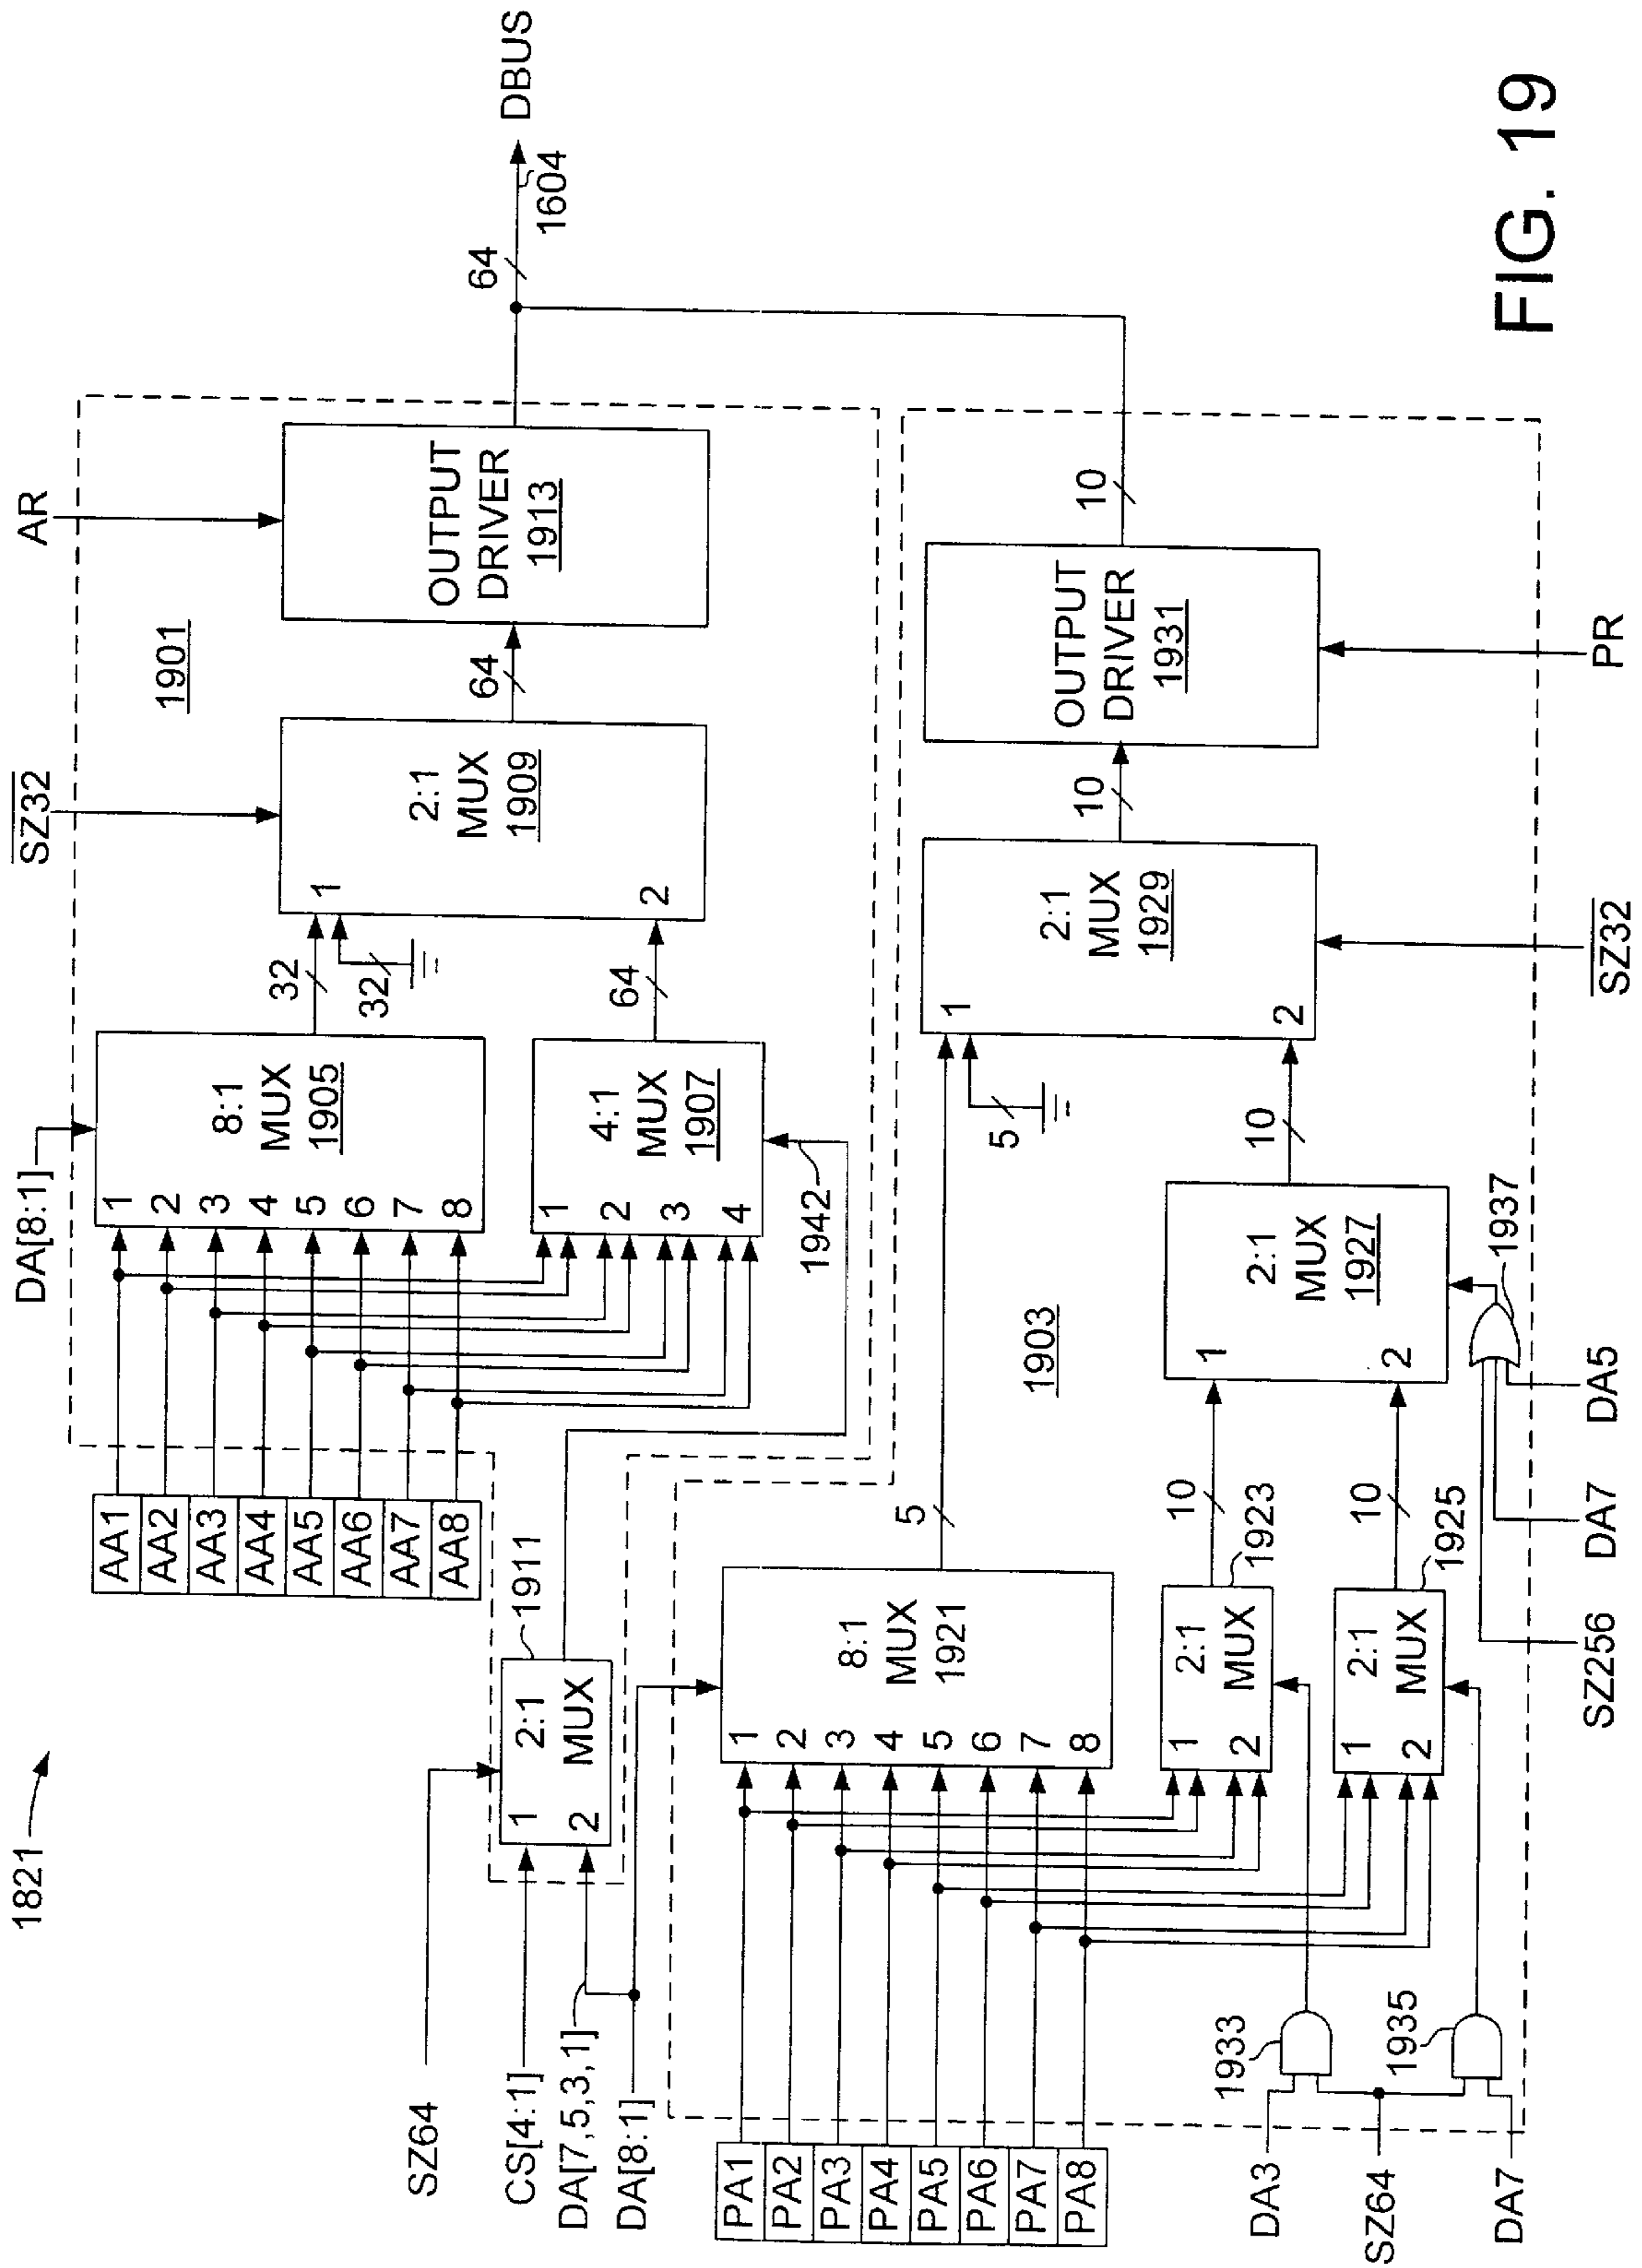 1821
AR
SZ32
DA[8:1]
1901
AA1
AA2
AA3
AA4
AA5
AA6
AA7
AA8
1
2
3
4
5
6
7
8
8:1
MUX
1905
32
32
1
2
2:1
MUX
1909
64
OUTPUT
DRIVER
1913
64
1604
DBUS
1
2
3
4
4:1
MUX
1907
64
1942
SZ64
CS[4:1]
DA[7,5,3,1]
DA[8:1]
1
2
2:1
MUX
1911
1903
PA1
PA2
PA3
PA4
PA5
PA6
PA7
PA8
1
2
3
4
5
6
7
8
8:1
MUX
1921
5
5
1
2
2:1
MUX
1929
10
OUTPUT
DRIVER
1931
10
1
2
2:1
MUX
1923
10
1
2
2:1
MUX
1925
10
1
2
2:1
MUX
1927
10
1937
1933
1935
DA3
SZ64
DA7
SZ256
DA7
DA5
SZ32
PR
FIG. 19